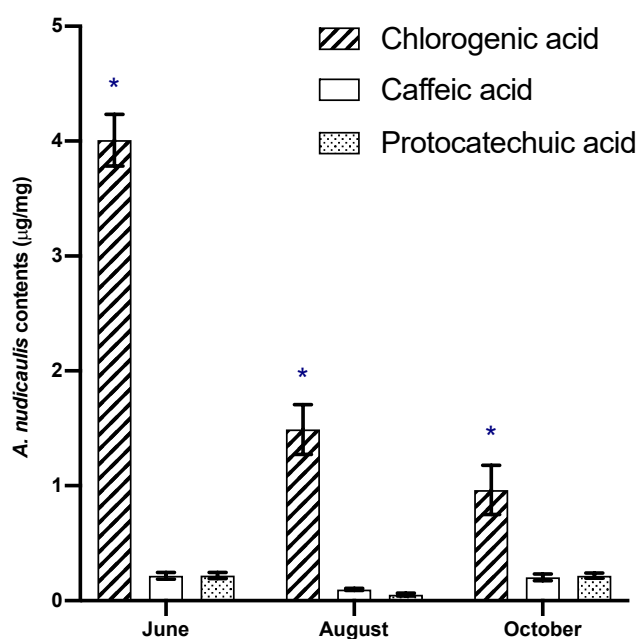 5
4
3
2
1
0
A. nudicaulis contents (µg/mg)
Chlorogenic acid
Caffeic acid
Protocatechuic acid
*
*
*
June August October